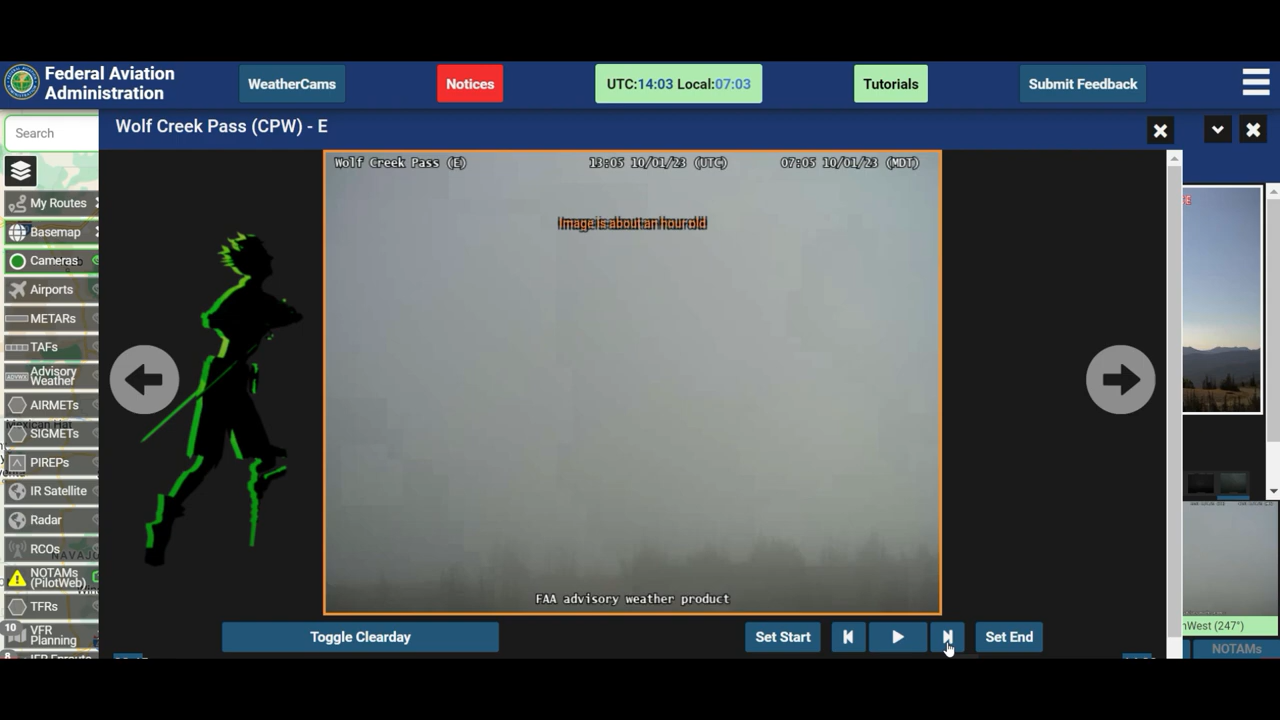 Federal Aviation
Administration
WeatherCams
Notices
UTC:14:03 Local:07:03
Tutorials
Submit Feedback
Search
Wolf Creek Pass (CPW) - E
Wolf Creek Pass (E)
13:05 10/01/23 (UTC)
07:05 10/01/23 (MDT)
Image is about an hour old
My Routes
Basemap
Cameras
Airports
METARs
TAFs
Advisory
Weather
AIRMETs
SIGMETs
PIREPs
IR Satellite
Radar
RCOs
NOTAMs
(PilotWeb)
TFRs
10
VFR
Planning
FAA advisory weather product
hWest (247°)
Toggle Clearday
Set Start
Set End
NOTAMs